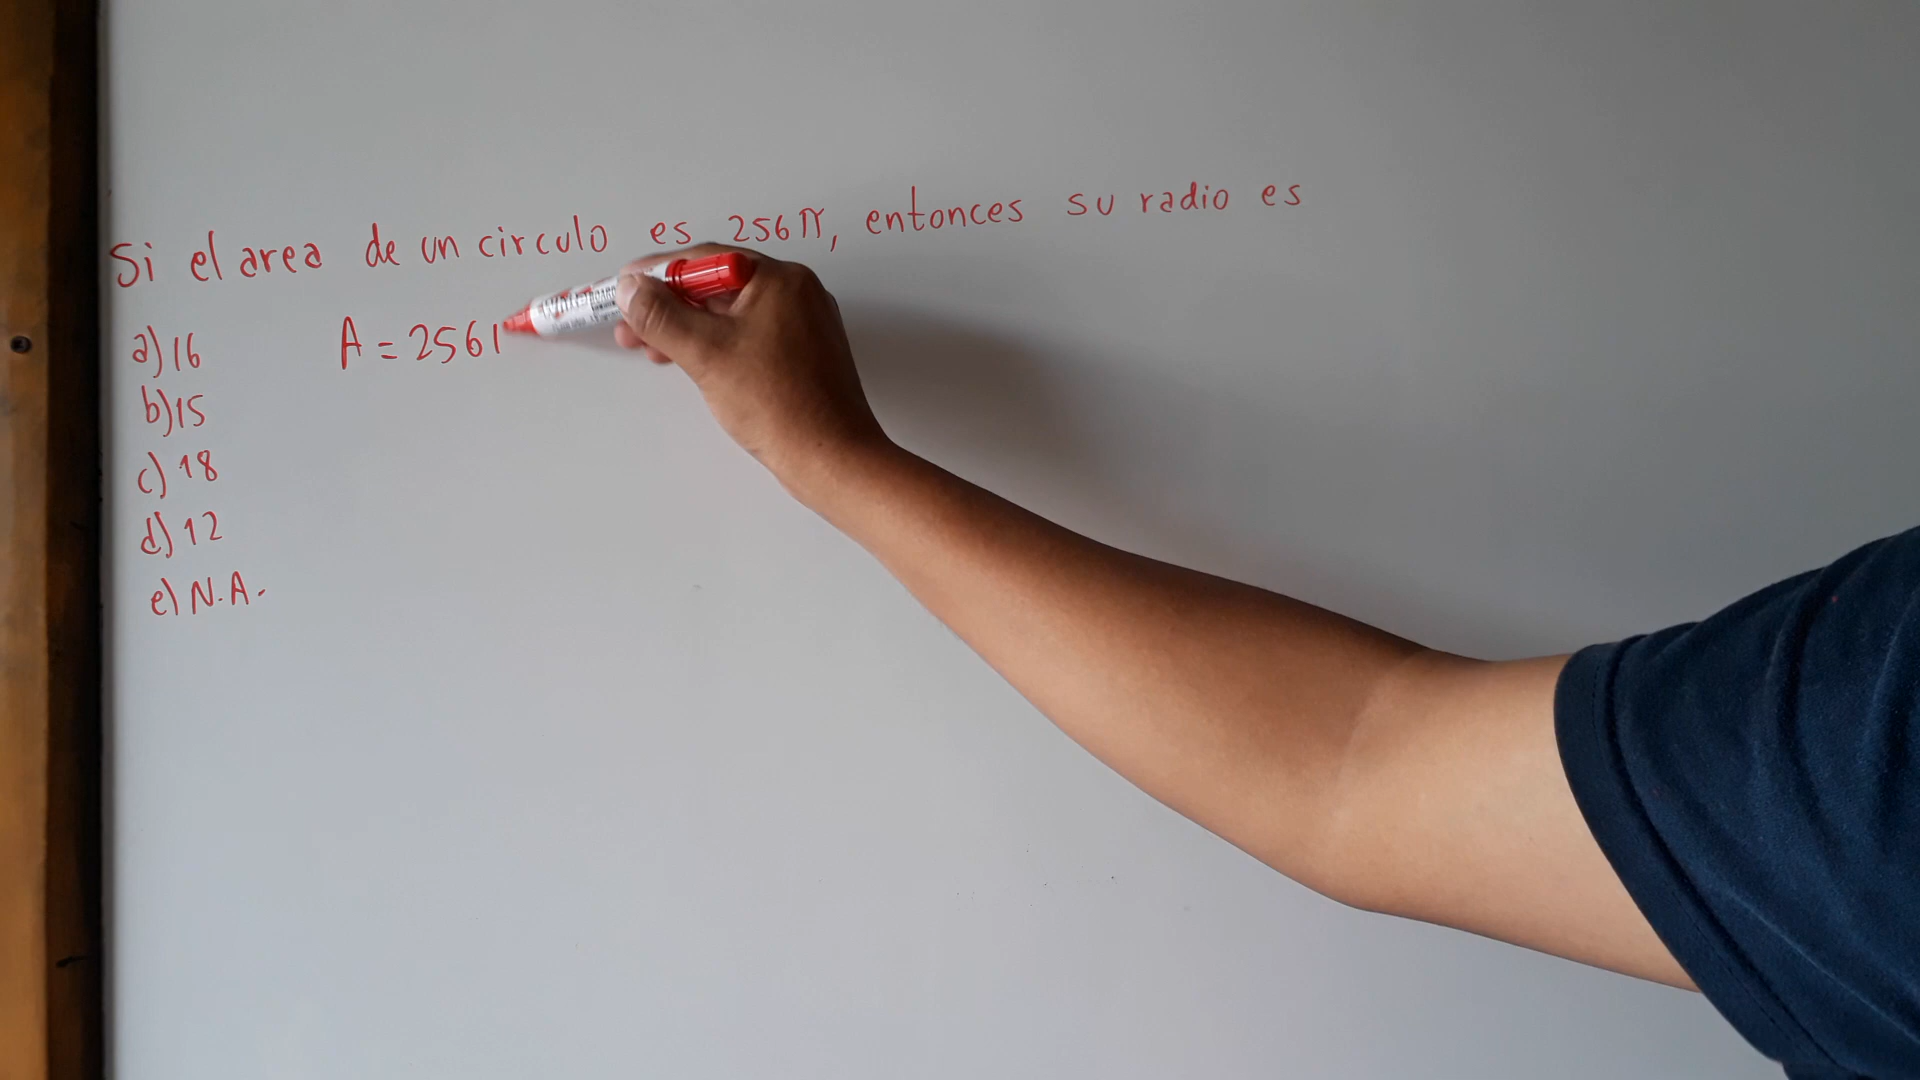 Si el area de un circulo es 256π, entonces su radio es
a) 16
b) 15
c) 18
d) 12
e) N.A.
A = 256